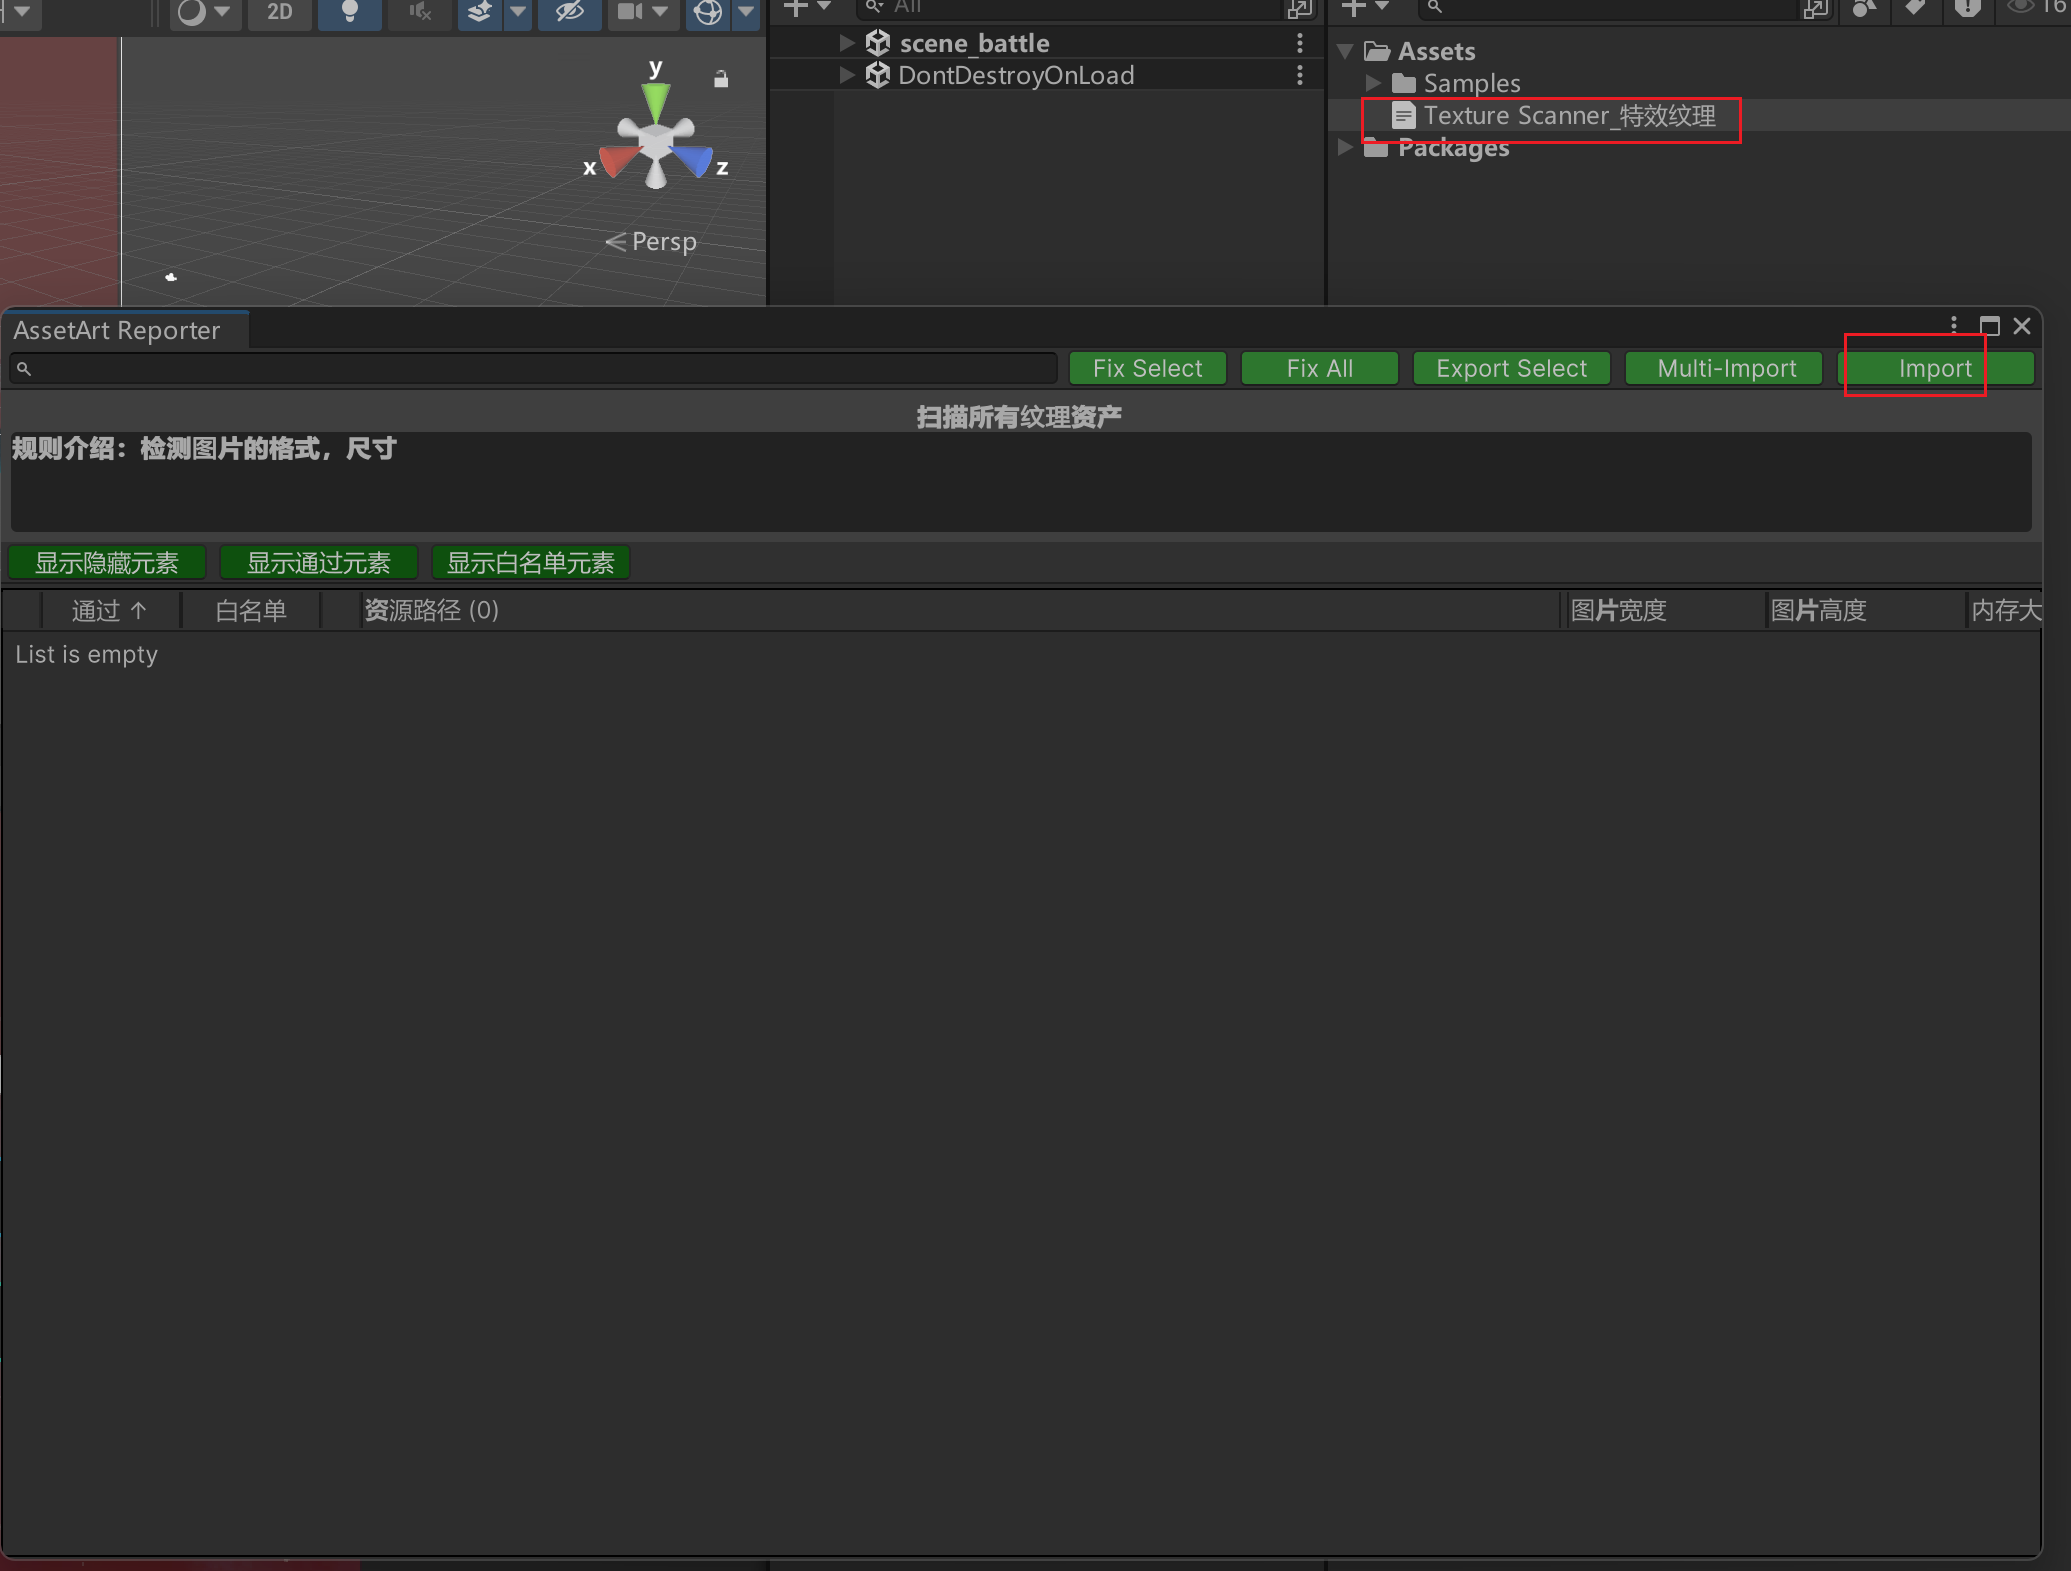 2D
All
16
scene_battle
DontDestroyOnLoad
Assets
Samples
Texture Scanner_特效纹理
Packages
y
x
z
Persp
AssetArt Reporter
Fix Select
Fix All
Export Select
Multi-Import
Import
扫描所有纹理资产
规则介绍：检测图片的格式，尺寸
显示隐藏元素
显示通过元素
显示白名单元素
通过 ↑
白名单
资源路径 (0)
图片宽度
图片高度
内存大
List is empty